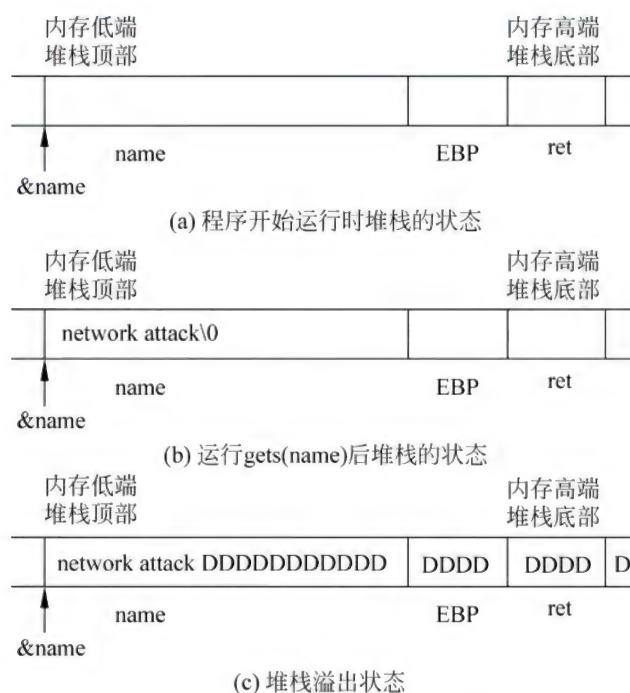 内存低端 内存高端
堆栈顶部 堆栈底部
name EBP ret
&name
(a) 程序开始运行时堆栈的状态
内存低端 内存高端
堆栈顶部 堆栈底部
network attack\0
name EBP ret
&name
(b) 运行gets(name)后堆栈的状态
内存低端 内存高端
堆栈顶部 堆栈底部
network attack DDDDDDDDDDD DDDD DDDD D
name EBP ret
&name
(c) 堆栈溢出状态